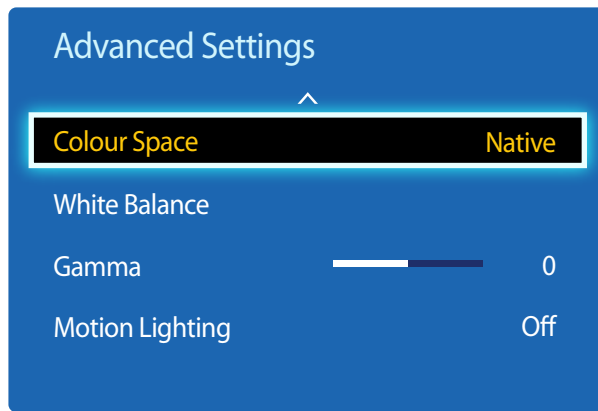 Advanced Settings
Colour Space Native
White Balance
Gamma 0
Motion Lighting Off